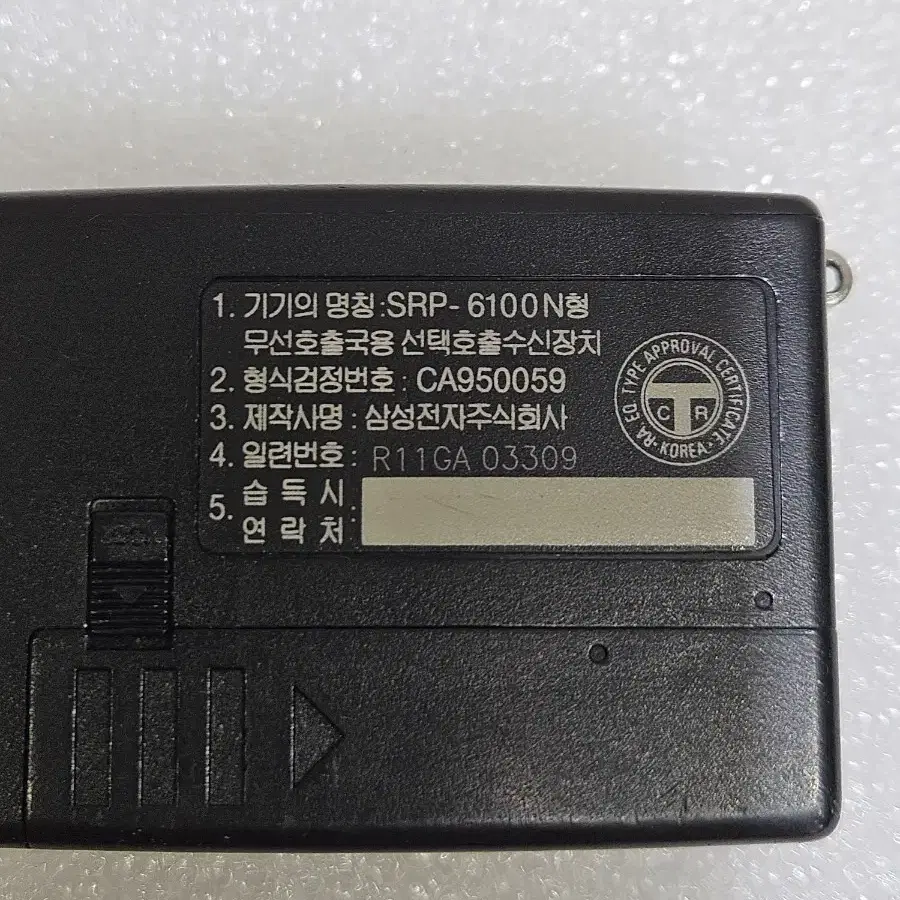 1. 기기의 명칭 : SRP- 6100N형
무선호출국용 선택호출수신장치
2. 형식검정번호 : CA950059
3. 제작사명 : 삼성전자주식회사
4. 일련번호 : R11GA 03309
5. 습 득 시
연 락 처 :
RA EQ. TYPE APPROVAL CERTIFICATE
C T R
KOREA